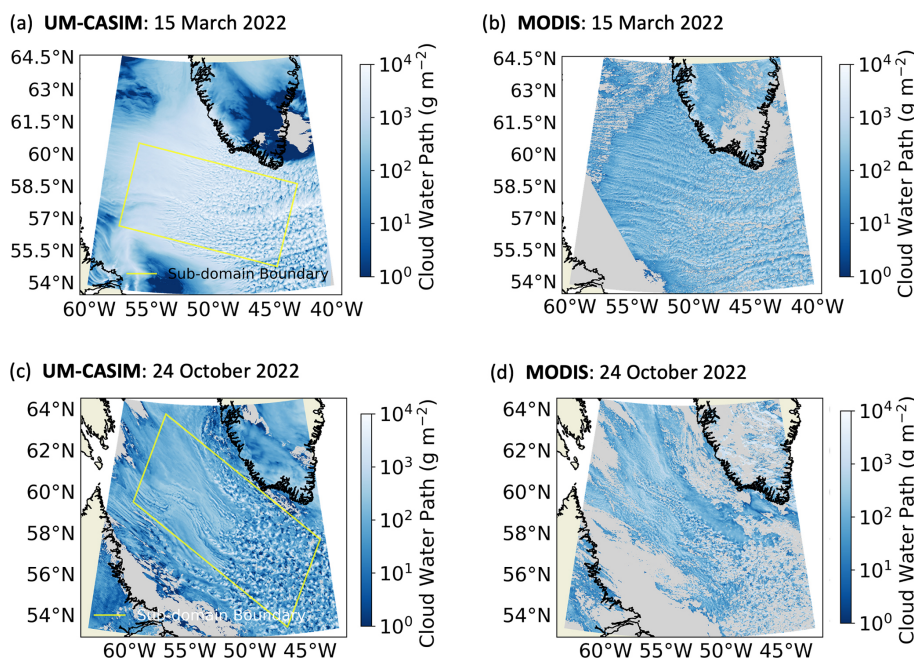 (a) UM-CASIM: 15 March 2022
64.5°N
63°N
61.5°N
60°N
58.5°N
57°N
55.5°N
54°N
60°W 55°W 50°W 45°W 40°W
Sub-domain Boundary
10⁴
10³
10²
10¹
10⁰
Cloud Water Path (g m⁻²)
(b) MODIS: 15 March 2022
64.5°N
63°N
61.5°N
60°N
58.5°N
57°N
55.5°N
54°N
60°W 55°W 50°W 45°W 40°W
10⁴
10³
10²
10¹
10⁰
Cloud Water Path (g m⁻²)
(c) UM-CASIM: 24 October 2022
64°N
62°N
60°N
58°N
56°N
54°N
60°W 55°W 50°W 45°W
Sub-domain Boundary
10⁴
10³
10²
10¹
10⁰
Cloud Water Path (g m⁻²)
(d) MODIS: 24 October 2022
64°N
62°N
60°N
58°N
56°N
54°N
60°W 55°W 50°W 45°W
10⁴
10³
10²
10¹
10⁰
Cloud Water Path (g m⁻²)